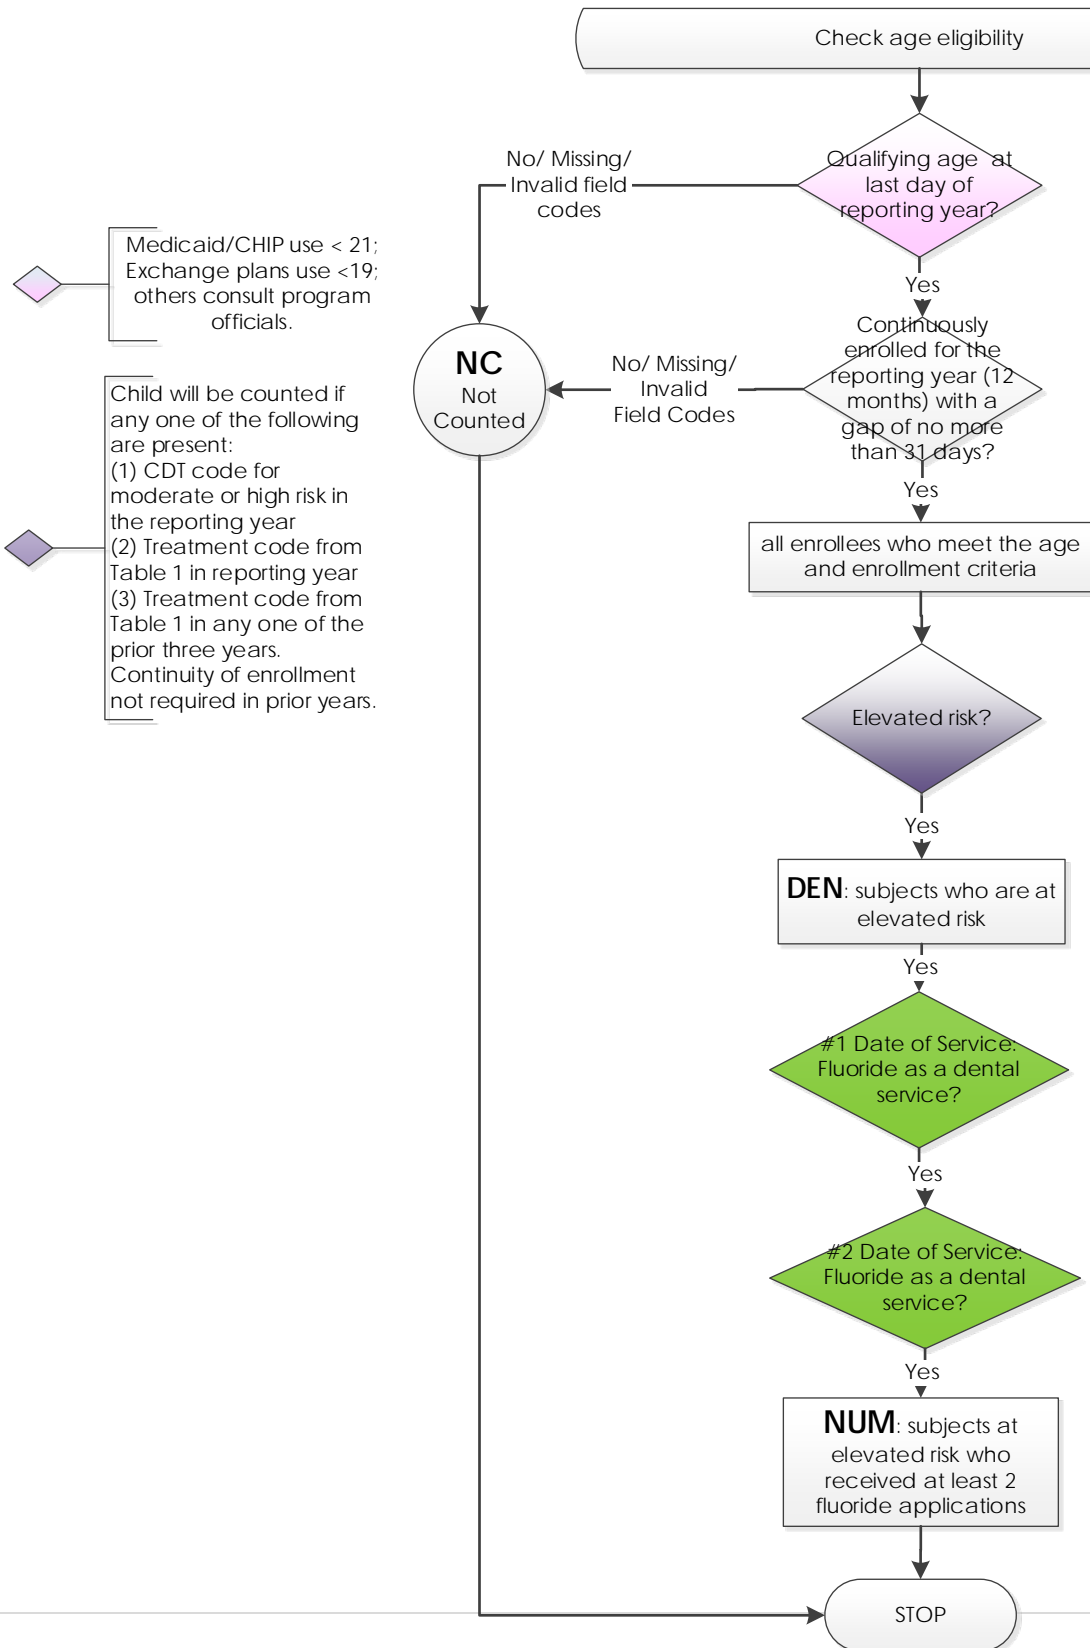 Check age eligibility
Qualifying age at
last day of
reporting year?
No/ Missing/
Invalid field
codes
Medicaid/CHIP use < 21;
Exchange plans use <19;
others consult program
officials.
Yes
Continuously
enrolled for the
reporting year (12
months) with a
gap of no more
than 31 days?
No/ Missing/
Invalid
Field Codes
NC
Not
Counted
Child will be counted if
any one of the following
are present:
(1) CDT code for
moderate or high risk in
the reporting year
(2) Treatment code from
Table 1 in reporting year
(3) Treatment code from
Table 1 in any one of the
prior three years.
Continuity of enrollment
not required in prior years.
Yes
all enrollees who meet the age
and enrollment criteria
Elevated risk?
Yes
DEN: subjects who are at
elevated risk
Yes
#1 Date of Service:
Fluoride as a dental
service?
Yes
#2 Date of Service:
Fluoride as a dental
service?
Yes
NUM: subjects at
elevated risk who
received at least 2
fluoride applications
STOP